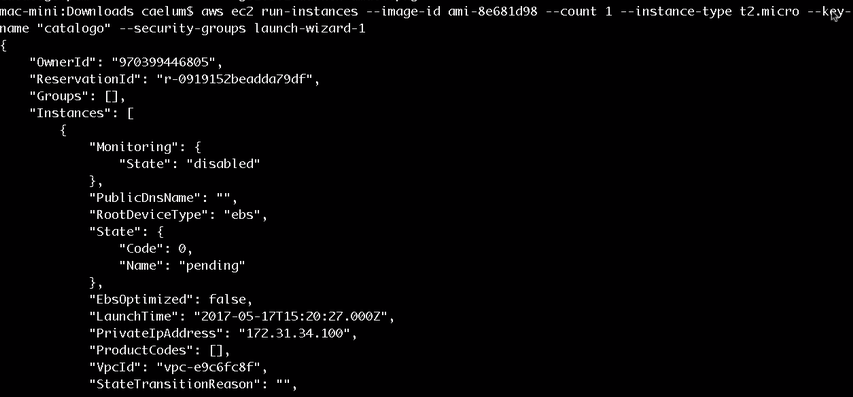 mac-mini:Downloads caelum$ aws ec2 run-instances --image-id ami-8e681d98 --count 1 --instance-type t2.micro --key-
name "catalogo" --security-groups launch-wizard-1
{
    "OwnerId": "970399446805",
    "ReservationId": "r-0919152beadda79df",
    "Groups": [],
    "Instances": [
        {
            "Monitoring": {
                "State": "disabled"
            },
            "PublicDnsName": "",
            "RootDeviceType": "ebs",
            "State": {
                "Code": 0,
                "Name": "pending"
            },
            "EbsOptimized": false,
            "LaunchTime": "2017-05-17T15:20:27.000Z",
            "PrivateIpAddress": "172.31.34.100",
            "ProductCodes": [],
            "VpcId": "vpc-e9c6fc8f",
            "StateTransitionReason": "",